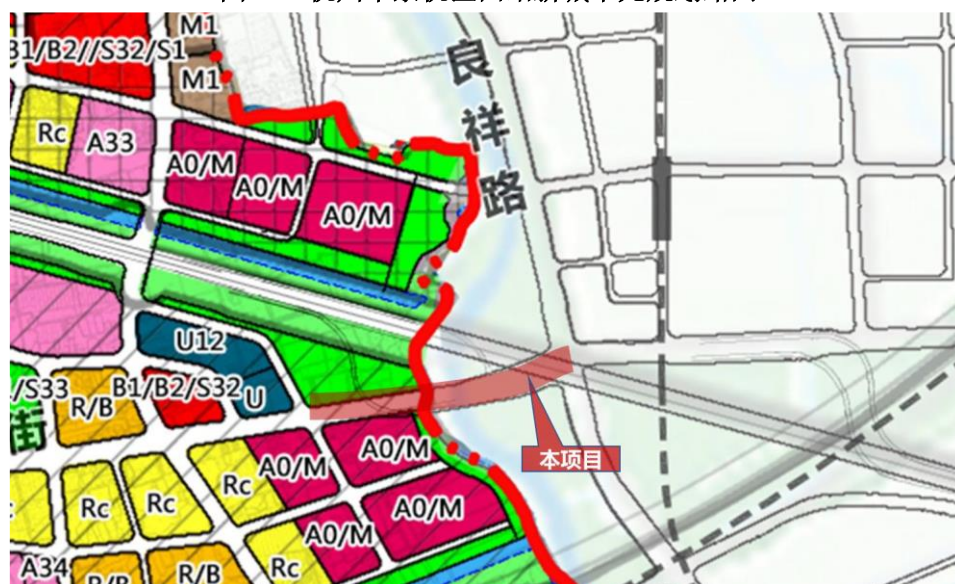 M1
B1/B2//S32/S1
M1
Rc
A33
A0/M
A0/M
A0/M
良
祥
路
U12
/S33
R/B
B1/B2/S32
U
街
本项目
A0/M
A0/M
Rc
Rc
Rc
A0/M
A0/M
A34
R/B
R/B
Rc